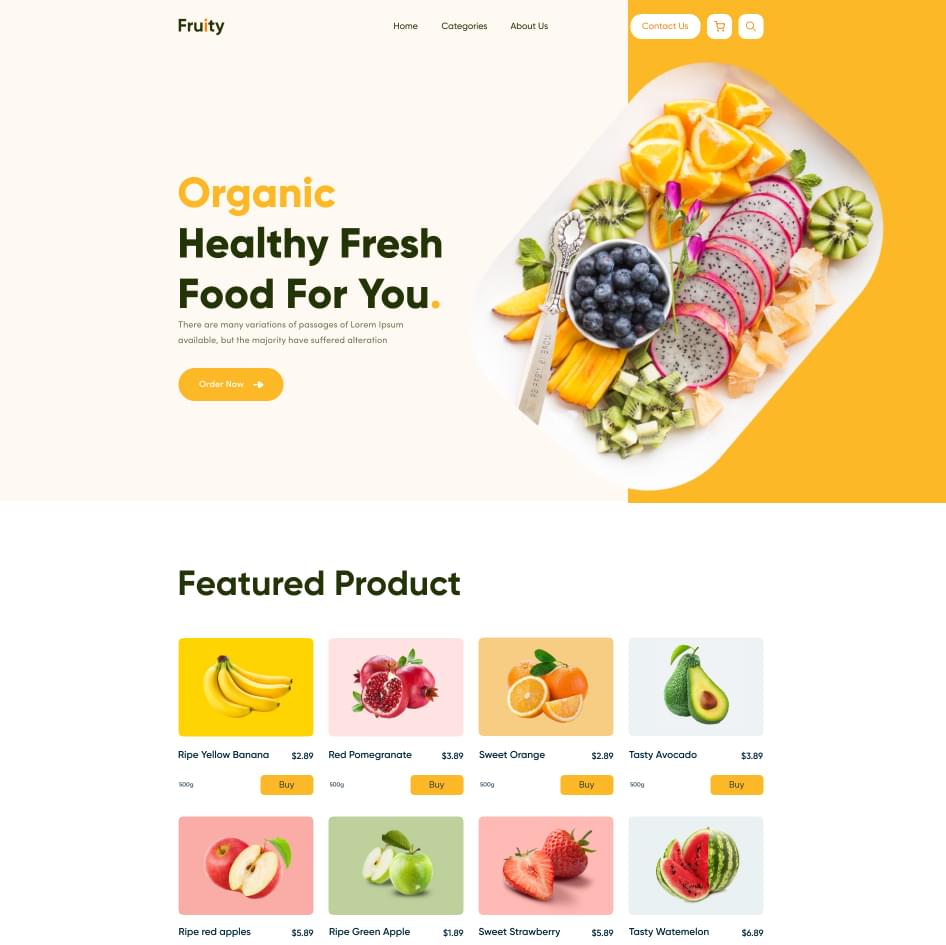 Fruity
Home Categories About Us
Contact Us
Organic
Healthy Fresh
Food For You.
There are many variations of passages of Lorem Ipsum
available, but the majority have suffered alteration
Order Now
Featured Product
Ripe Yellow Banana $2.89
500g Buy
Red Pomegranate $3.89
500g Buy
Sweet Orange $2.89
500g Buy
Tasty Avocado $3.89
500g Buy
Ripe red apples $5.89
Ripe Green Apple $1.89
Sweet Strawberry $5.89
Tasty Watemelon $6.89